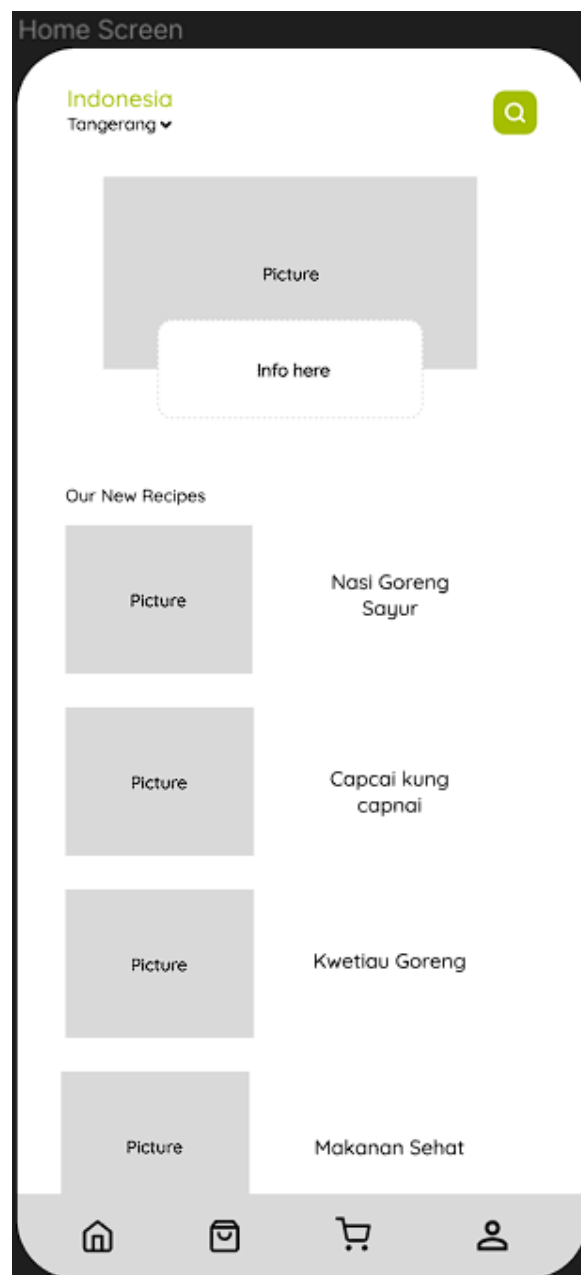 Home Screen
Indonesia
Tangerang
Picture
Info here
Our New Recipes
Picture
Nasi Goreng
Sayur
Picture
Capcai kung
capnai
Picture
Kwetiau Goreng
Picture
Makanan Sehat